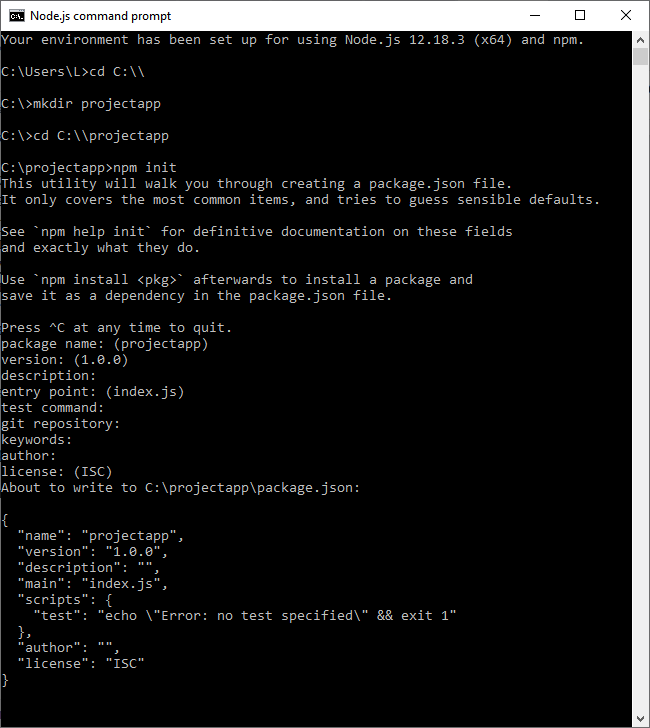 Node.js command prompt
Your environment has been set up for using Node.js 12.18.3 (x64) and npm.
C:\Users\L>cd C:\\
C:\>mkdir projectapp
C:\>cd C:\\projectapp
C:\projectapp>npm init
This utility will walk you through creating a package.json file.
It only covers the most common items, and tries to guess sensible defaults.
See `npm help init` for definitive documentation on these fields
and exactly what they do.
Use `npm install <pkg>` afterwards to install a package and
save it as a dependency in the package.json file.
Press ^C at any time to quit.
package name: (projectapp)
version: (1.0.0)
description:
entry point: (index.js)
test command:
git repository:
keywords:
author:
license: (ISC)
About to write to C:\projectapp\package.json:
{
  "name": "projectapp",
  "version": "1.0.0",
  "description": "",
  "main": "index.js",
  "scripts": {
    "test": "echo \"Error: no test specified\" && exit 1"
  },
  "author": "",
  "license": "ISC"
}